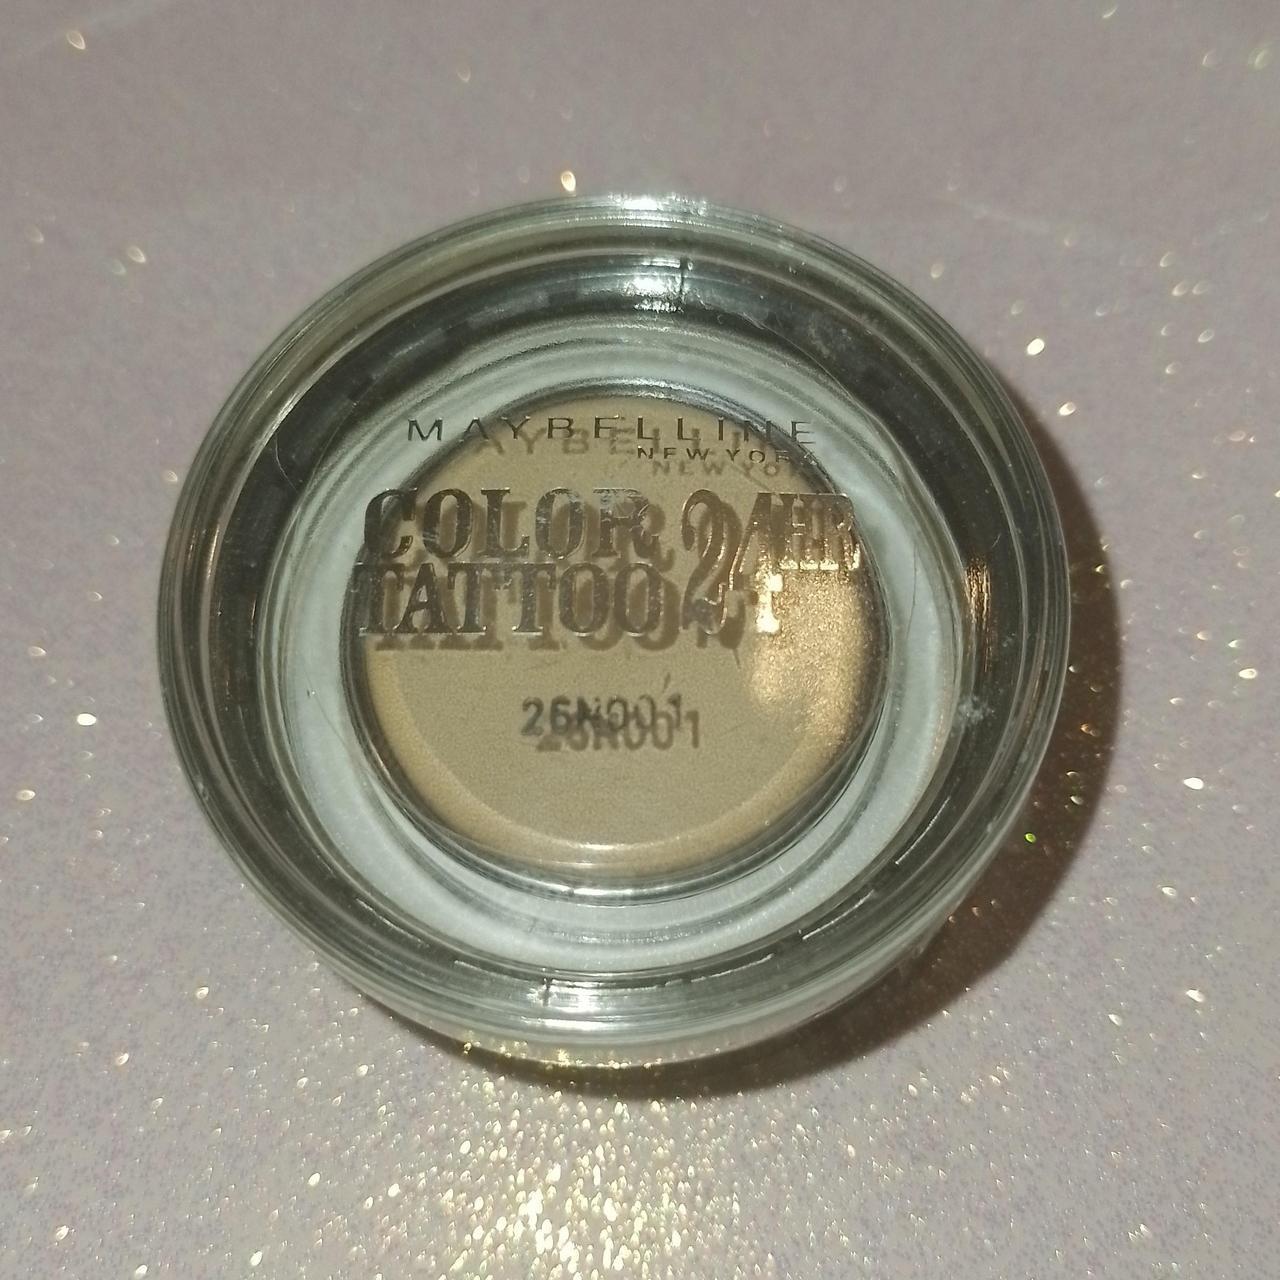 MAYBELLINE
NEW YORK
COLOR 24HR
TATTOO
26N001